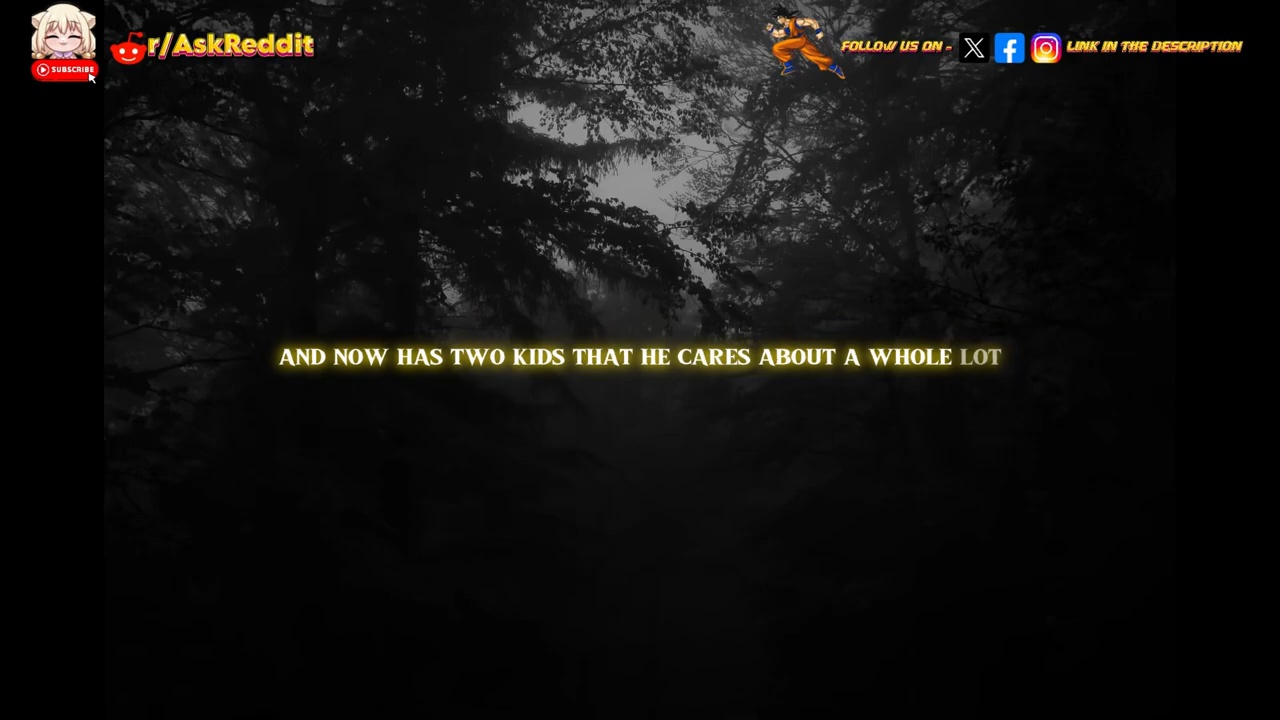 SUBSCRIBE
r/AskReddit
FOLLOW US ON -
LINK IN THE DESCRIPTION
AND NOW HAS TWO KIDS THAT HE CARES ABOUT A WHOLE LOT